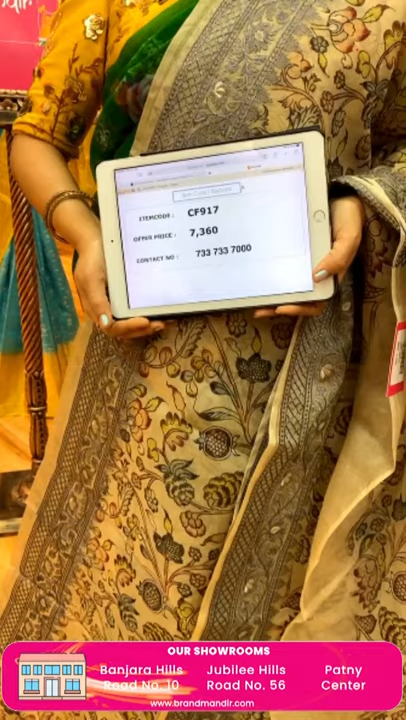 ITEMCODE : CF917
OFFER PRICE : 7,360
CONTACT NO : 733 733 7000
OUR SHOWROOMS
Banjara Hills Road No. 10
Jubilee Hills Road No. 56
Patny Center
www.brandmandir.com